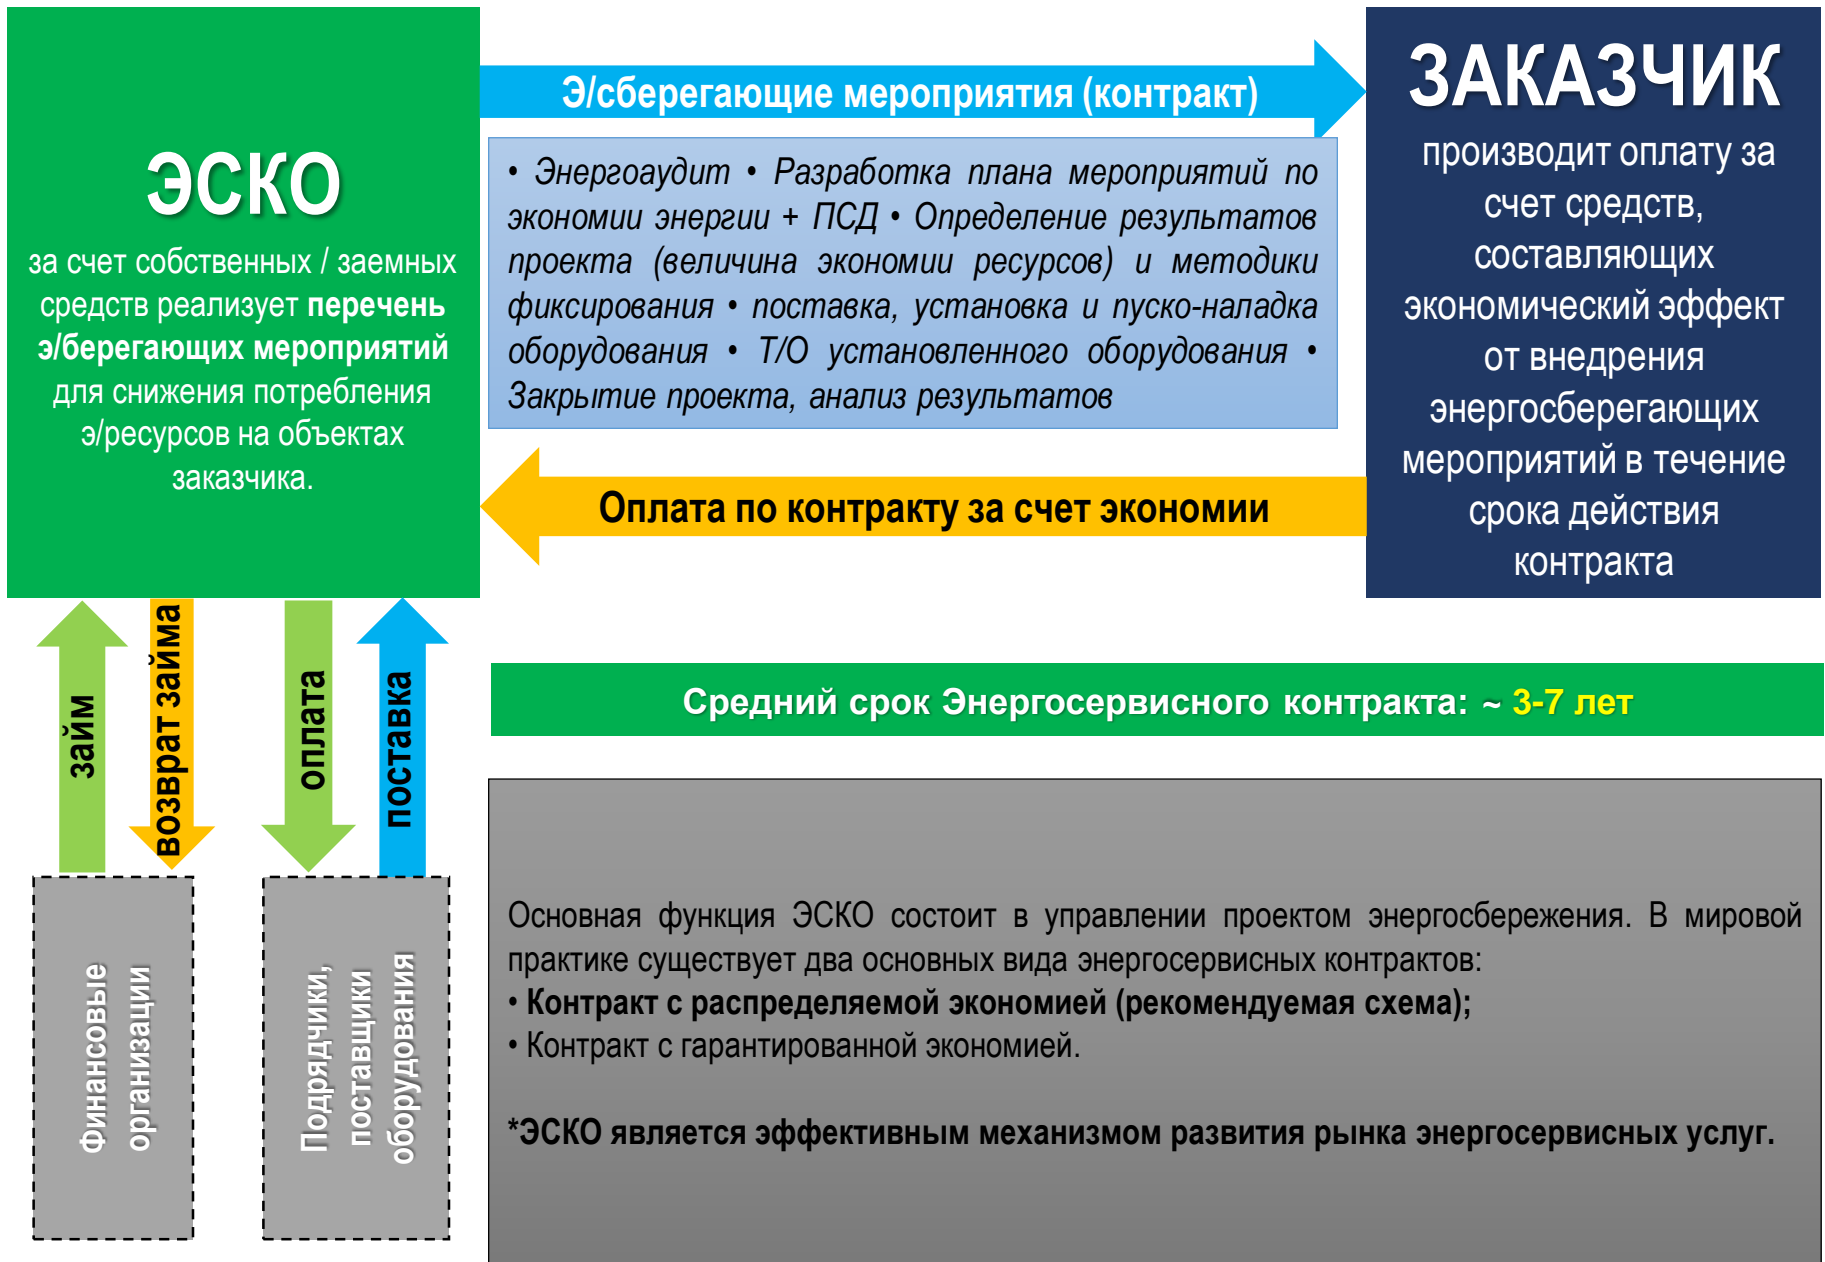 ЭСКО
за счет собственных / заемных
средств реализует перечень
э/берегающих мероприятий
для снижения потребления
э/ресурсов на объектах
заказчика.
Э/сберегающие мероприятия (контракт)
• Энергоаудит • Разработка плана мероприятий по
экономии энергии + ПСД • Определение результатов
проекта (величина экономии ресурсов) и методики
фиксирования • поставка, установка и пуско-наладка
оборудования • Т/О установленного оборудования •
Закрытие проекта, анализ результатов
Оплата по контракту за счет экономии
ЗАКАЗЧИК
производит оплату за
счет средств,
составляющих
экономический эффект
от внедрения
энергосберегающих
мероприятий в течение
срока действия
контракта
займ
возврат займа
оплата
поставка
Финансовые
организации
Подрядчики,
поставщики
оборудования
Средний срок Энергосервисного контракта: ~ 3-7 лет
Основная функция ЭСКО состоит в управлении проектом энергосбережения. В мировой
практике существует два основных вида энергосервисных контрактов:
• Контракт с распределяемой экономией (рекомендуемая схема);
• Контракт с гарантированной экономией.
*ЭСКО является эффективным механизмом развития рынка энергосервисных услуг.